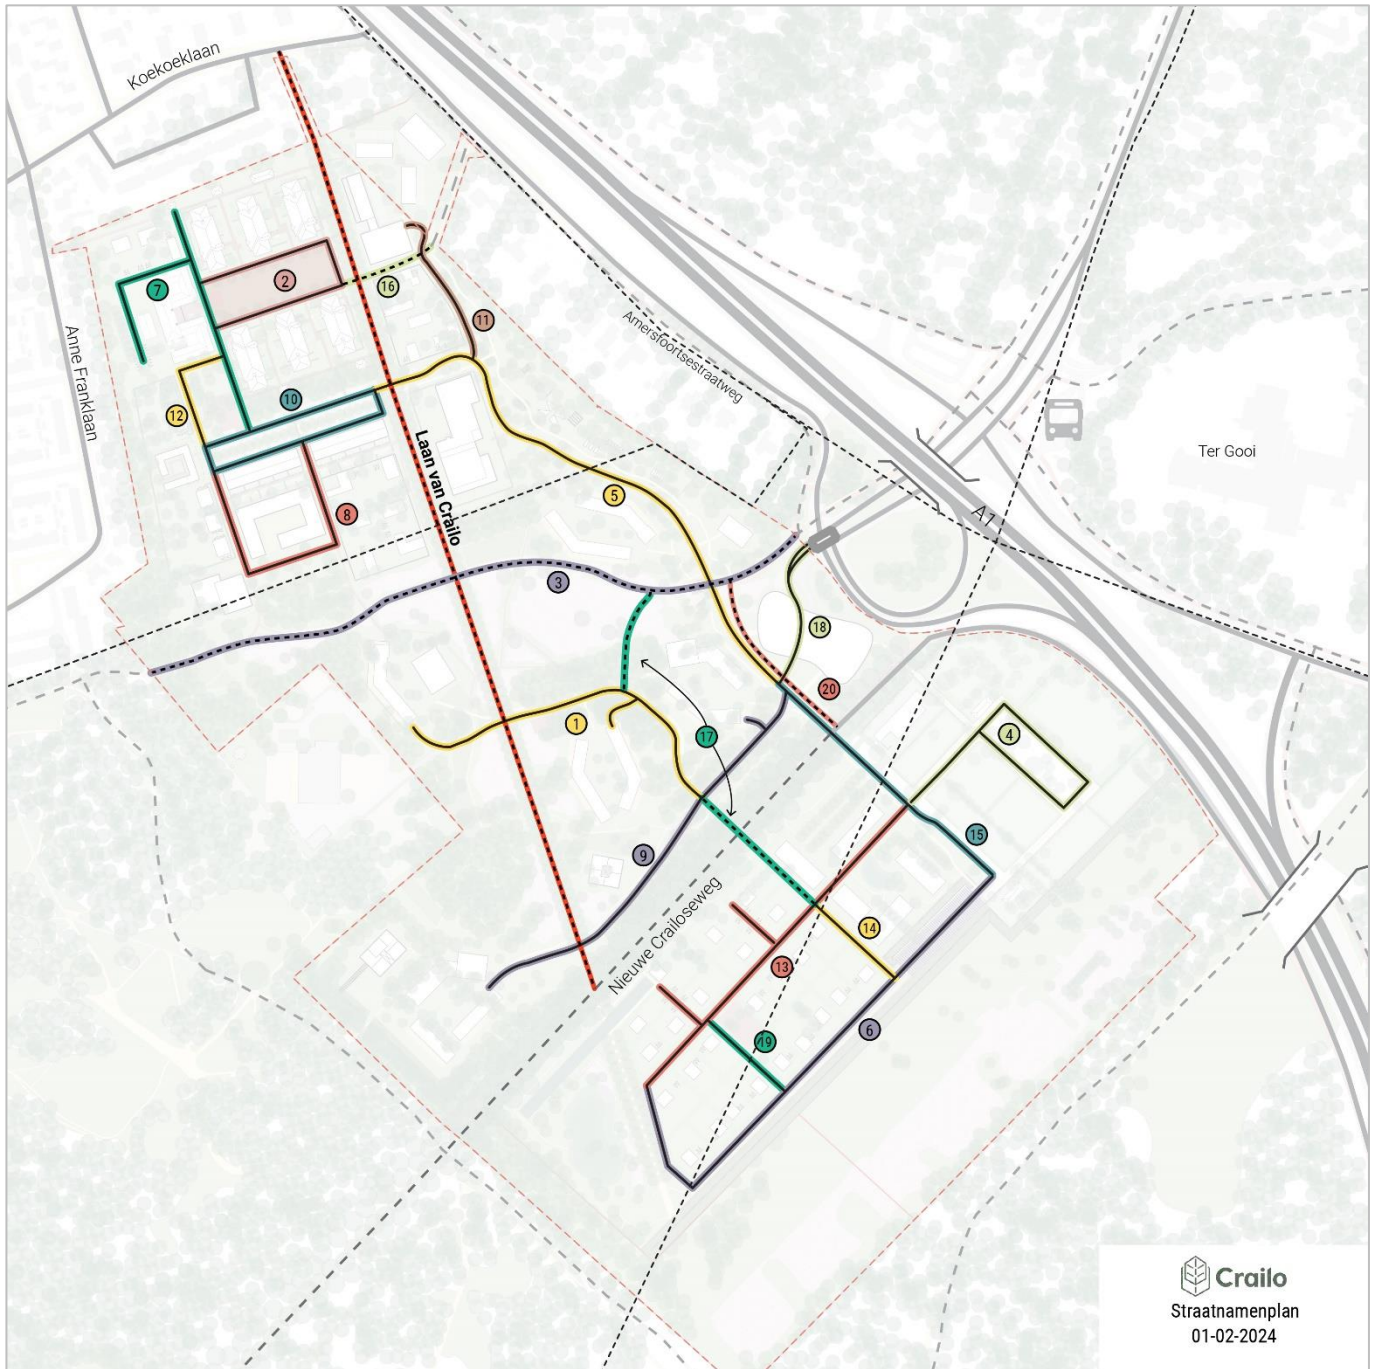 Koekoeklaan
7
2
16
11
Anne Franklaan
Amersfoortsestraatweg
12
10
Laan van Crailo
Ter Gooi
8
5
A1
3
18
20
1
17
4
9
15
Nieuwe Crailoseweg
14
13
6
19
Crailo
Straatnamenplan
01-02-2024